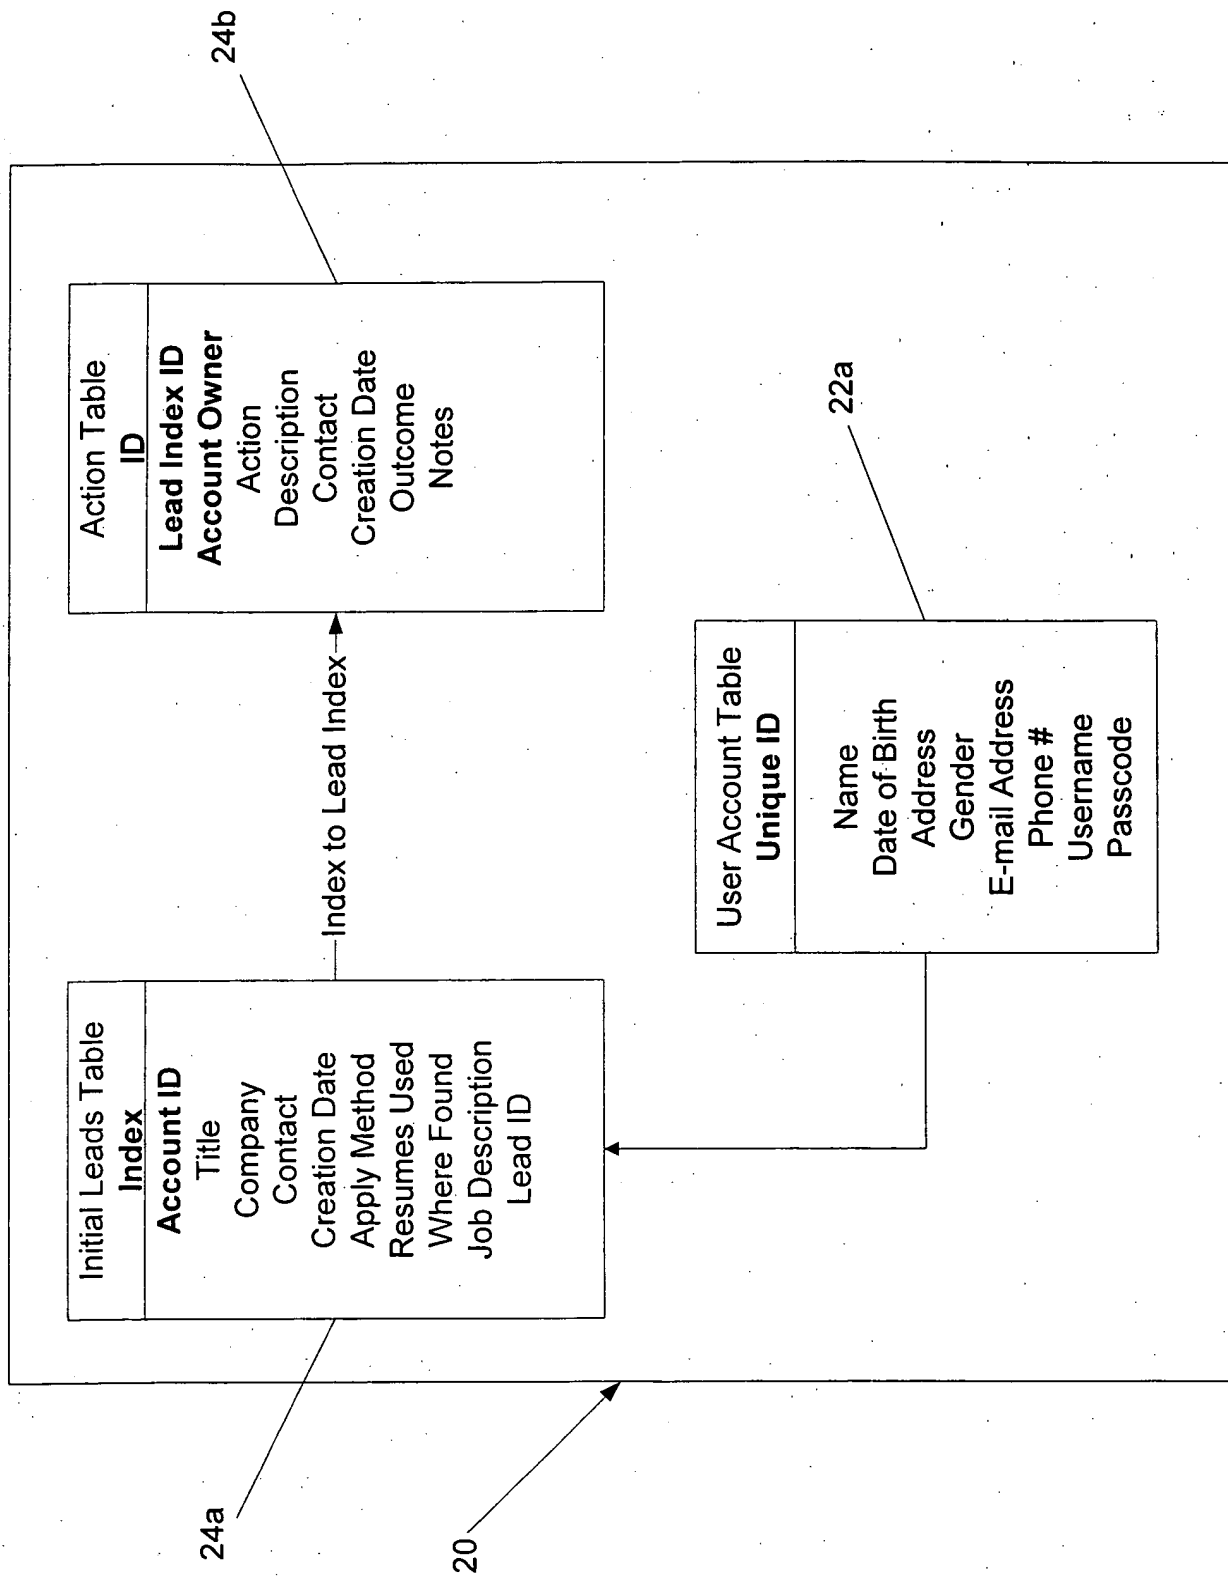 24a
Initial Leads Table
Index
Account ID
Title
Company
Contact
Creation Date
Apply Method
Resumes Used
Where Found
Job Description
Lead ID
Index to Lead Index
Action Table
ID
Lead Index ID
Account Owner
Action
Description
Contact
Creation Date
Outcome
Notes
24b
20
User Account Table
Unique ID
Name
Date of Birth
Address
Gender
E-mail Address
Phone #
Username
Passcode
22a